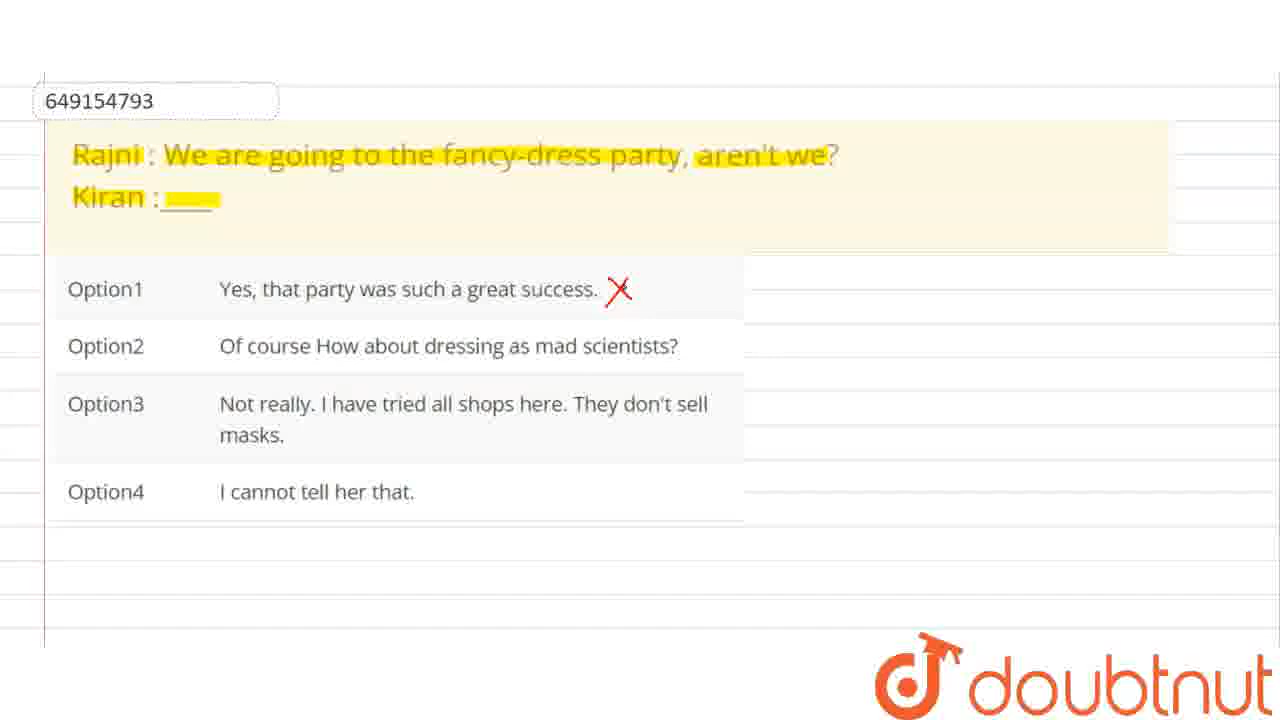 649154793
Rajni : We are going to the fancy-dress party, aren't we?
Kiran :____
Option1 Yes, that party was such a great success.
Option2 Of course How about dressing as mad scientists?
Option3 Not really. I have tried all shops here. They don't sell
masks.
Option4 I cannot tell her that.
doubtnut